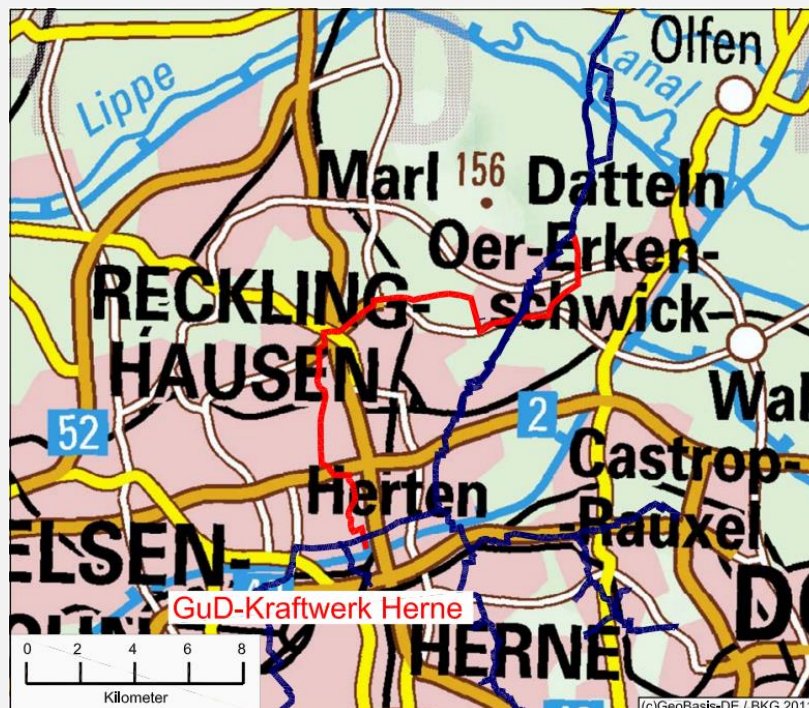 Olfen
Lippe
Kanal
Marl 156 Datteln
Oer-Erken-
schwick
RECKLING-
HAUSEN
52
2
Wal
Castrop-
-Rauxel
Herten
ELSEN-
GuD-Kraftwerk Herne
HERNE
D
0 2 4 6 8
Kilometer
(c)GeoBasis-DE / BKG 201